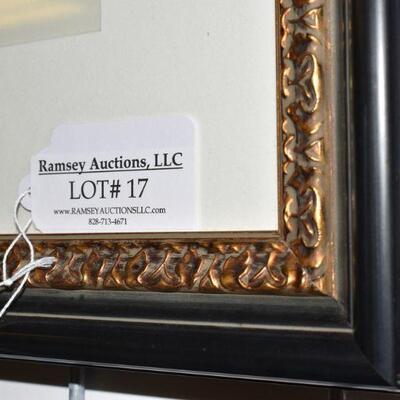 Ramsey Auctions, LLC
LOT# 17
www.RAMSEYAUCTIONSLLC.com
828-713-4671